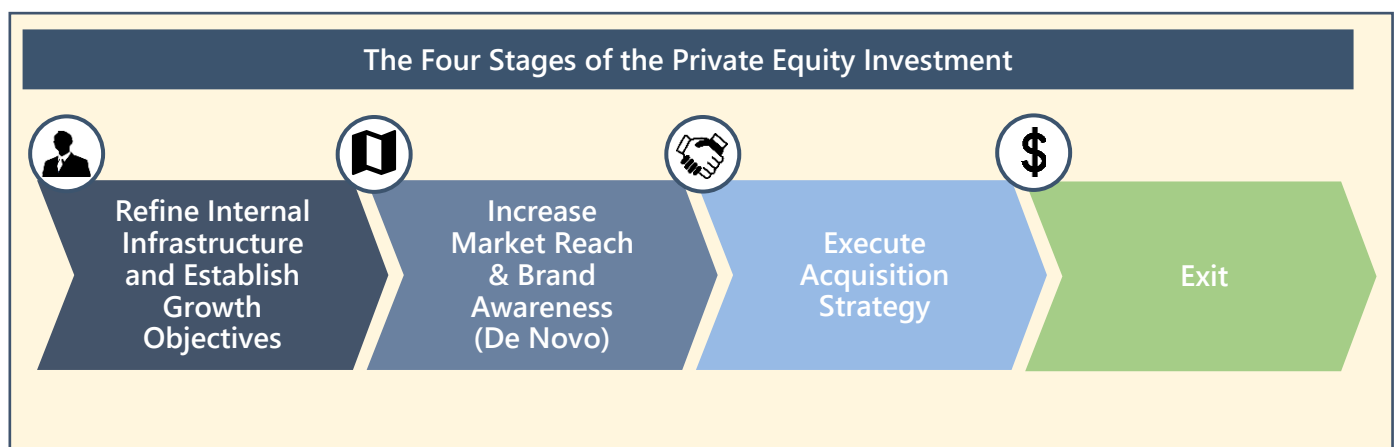 The Four Stages of the Private Equity Investment
Refine Internal
Infrastructure
and Establish
Growth
Objectives
Increase
Market Reach
& Brand
Awareness
(De Novo)
Execute
Acquisition
Strategy
Exit
$